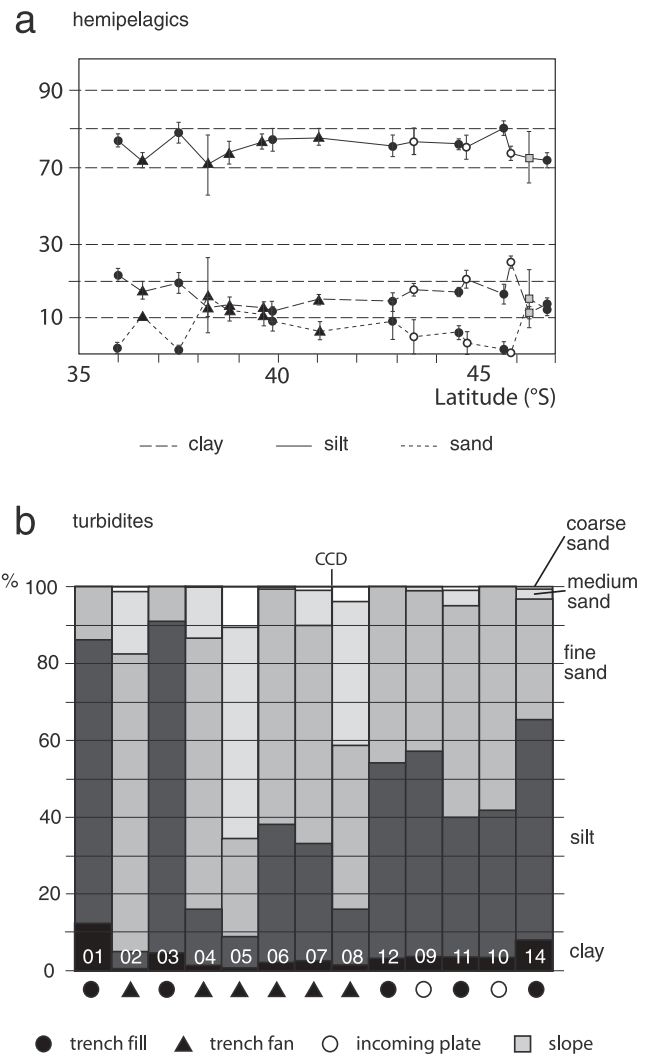 a hemipelagics
90
70
30
10
35 40 45
Latitude (°S)
clay silt sand
b turbidites
coarse
sand
CCD
%
100
medium
sand
fine
sand
80
60
40
silt
20
clay
01 02 03 04 05 06 07 08 12 09 11 10 14
0
trench fill trench fan incoming plate slope